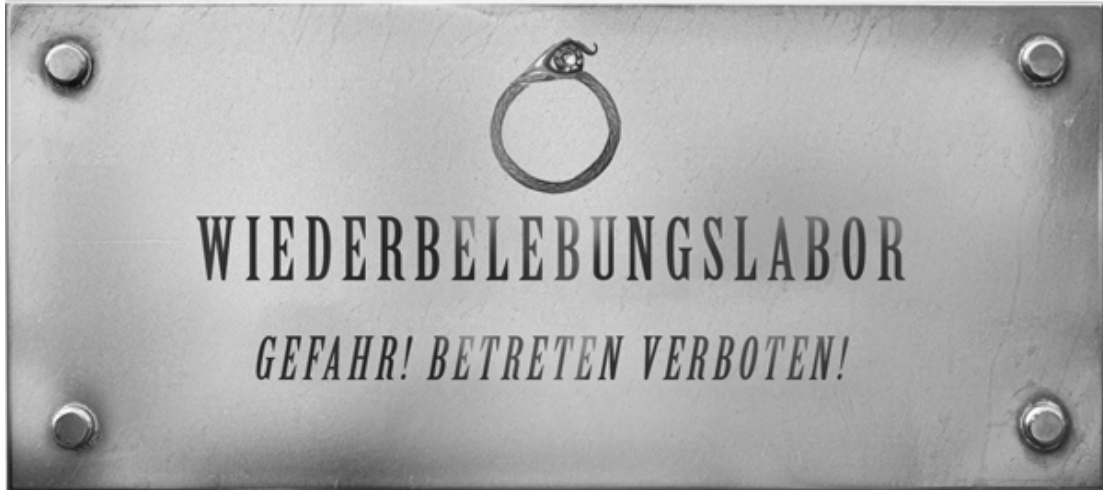 WIEDERBELEBUNGSLABOR
GEFAHR! BETRETEN VERBOTEN!